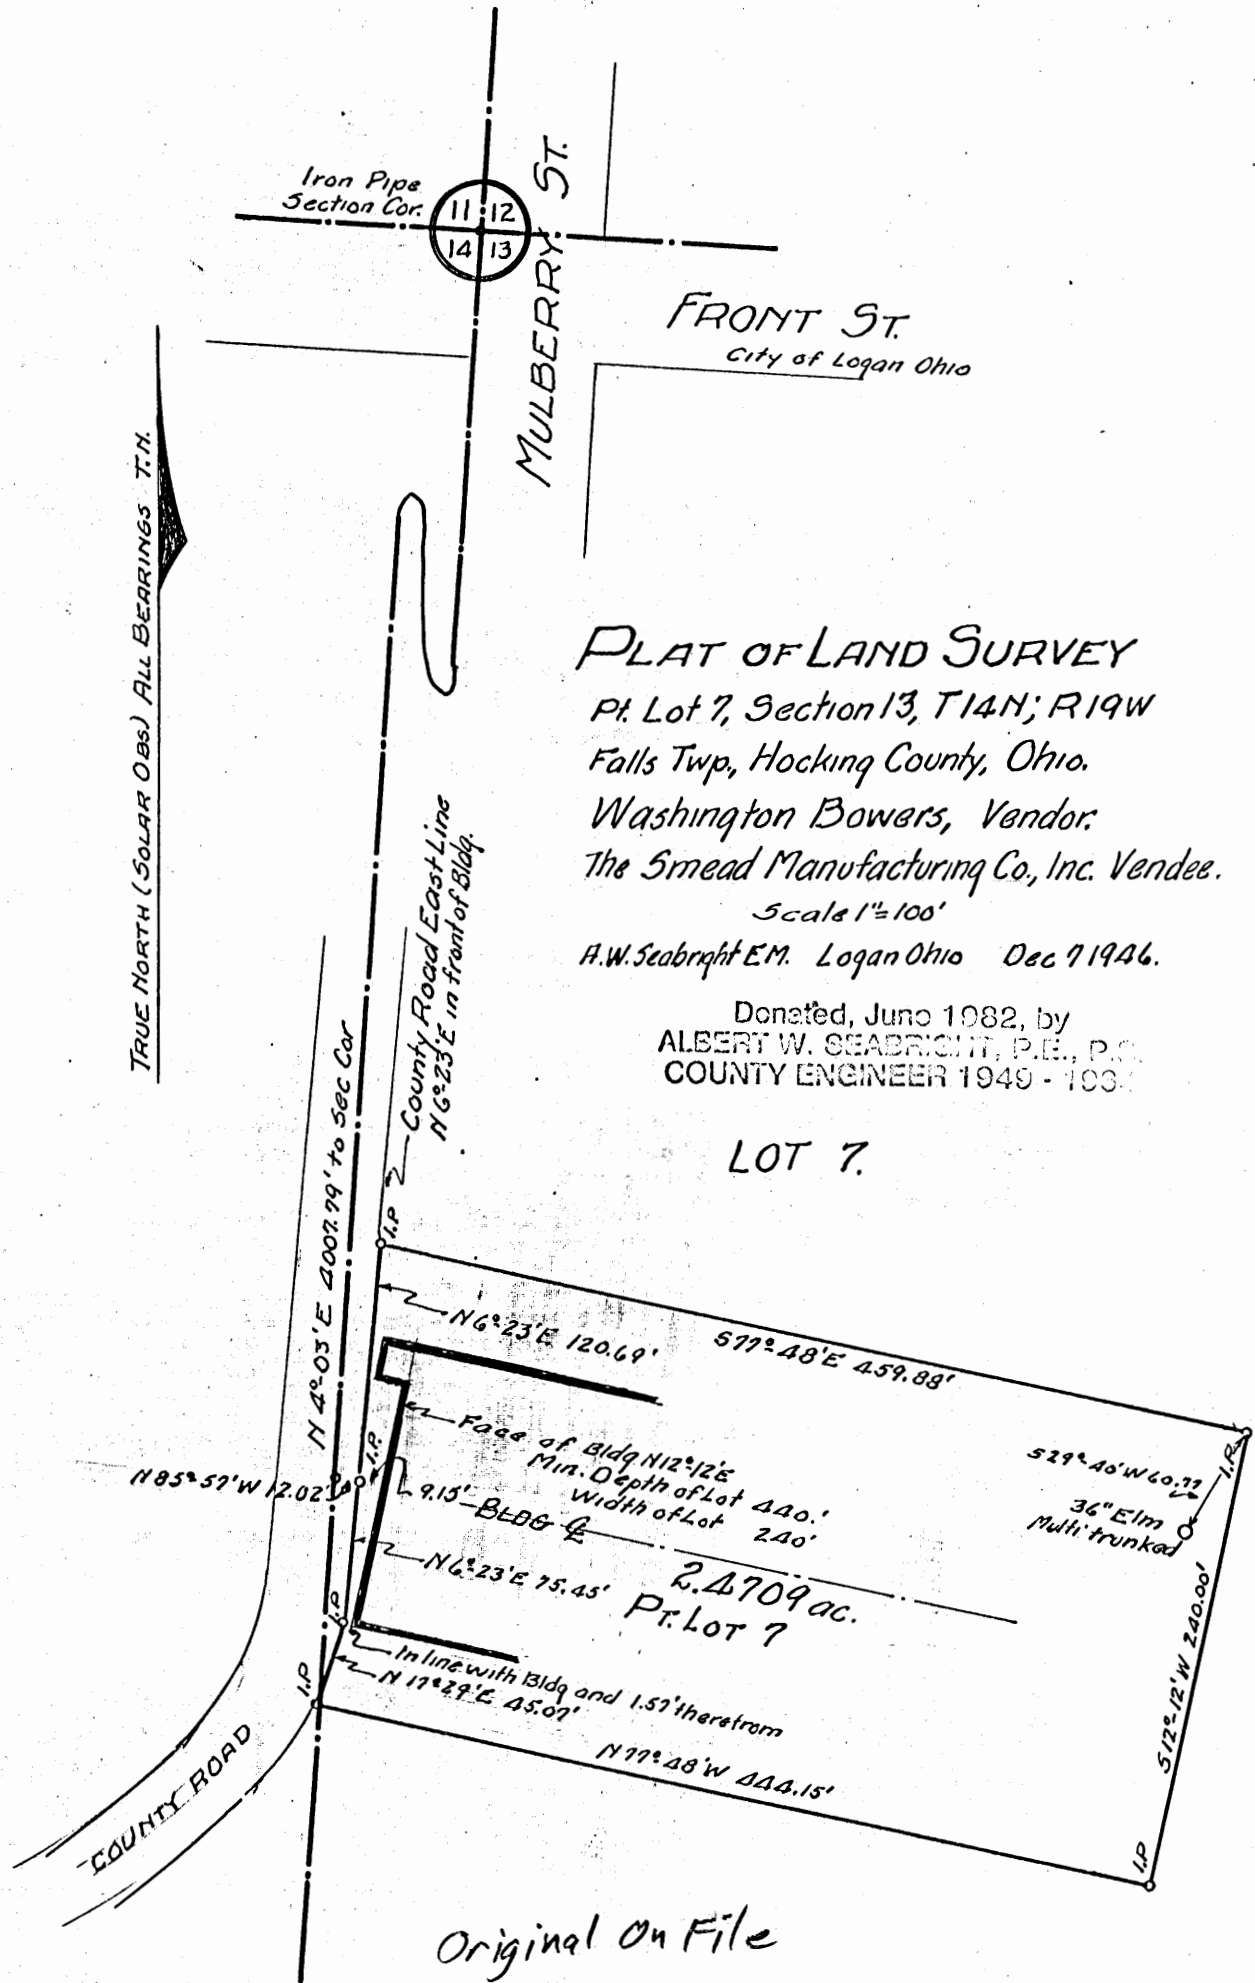 Iron Pipe
Section Cor.
11 12
14 13
MULBERRY ST.
FRONT ST.
City of Logan Ohio
TRUE NORTH (SOLAR OBS) ALL BEARINGS T.N.
PLAT OF LAND SURVEY
Pt. Lot 7, Section 13, T14N; R19W
Falls Twp., Hocking County, Ohio.
Washington Bowers, Vendor.
The Smead Manufacturing Co., Inc. Vendee.
Scale 1"=100'
A.W. Seabright E.M. Logan Ohio Dec 7 1946.
Donated, June 1982, by
ALBERT W. SEABRIGHT, P.E., P.S.
COUNTY ENGINEER 1949 -
LOT 7.
County Road East Line
N 6°-23'E in front of Bldg.
N 4°-03'E 4007.79' to Sec Cor
I.P
N 6°-23'E 120.69'
S 77°-48'E 459.88'
Face of Bldg N 12°-12'E
Min. Depth of Lot 440.'
Width of Lot 240'
I.P.
S 29°-40'W 60.77
36" Elm
Multi trunked
I.P.
N 85°-57'W 12.02'
9.15'
BLDG ℄
N 6°-23'E 75.45'
2.4709 ac.
PT. LOT 7
S 12°-12'W 240.00'
I.P
In line with Bldg and 1.57' therefrom
N 17°-29'E 45.07'
I.P
N 77°-48'W 444.15'
I.P
COUNTY ROAD
Original On File